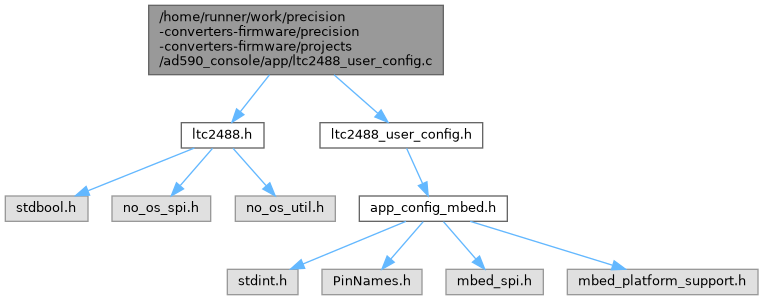 /home/runner/work/precision
-converters-firmware/precision
-converters-firmware/projects
/ad590_console/app/ltc2488_user_config.c
ltc2488.h
ltc2488_user_config.h
stdbool.h
no_os_spi.h
no_os_util.h
app_config_mbed.h
stdint.h
PinNames.h
mbed_spi.h
mbed_platform_support.h